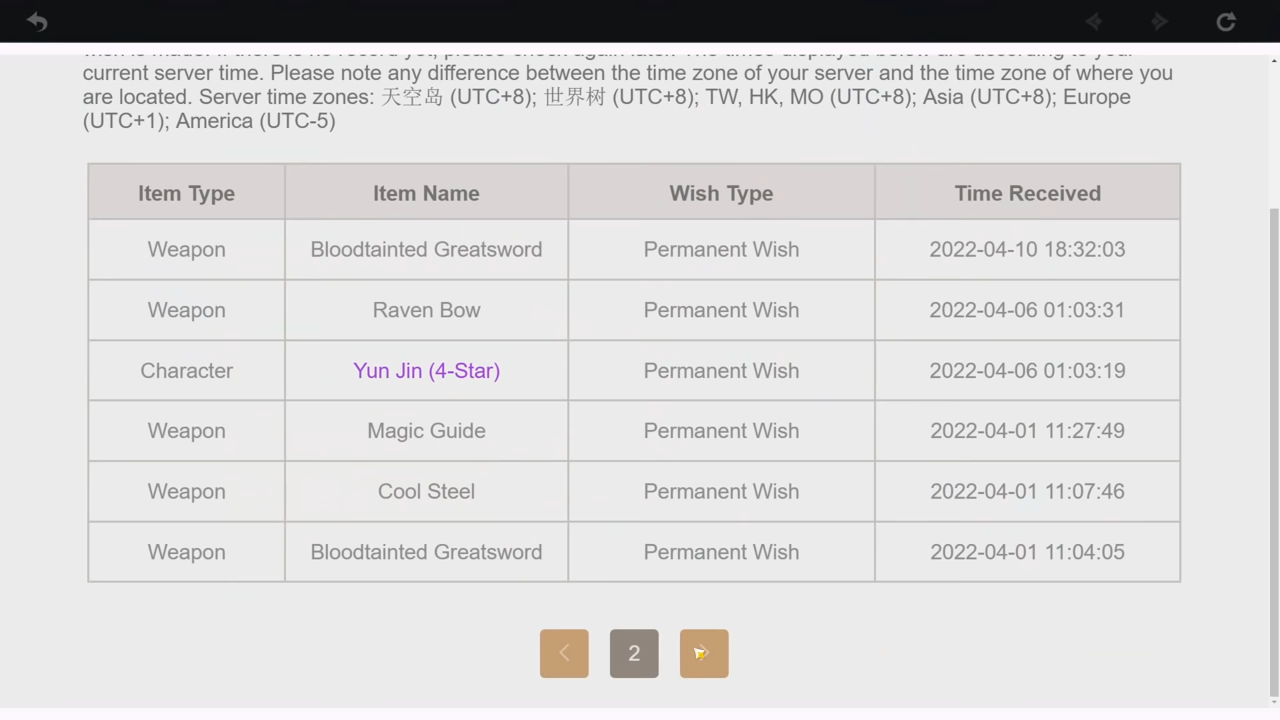 current server time. Please note any difference between the time zone of your server and the time zone of where you
are located. Server time zones: 天空岛 (UTC+8); 世界树 (UTC+8); TW, HK, MO (UTC+8); Asia (UTC+8); Europe
(UTC+1); America (UTC-5)
Item Type Item Name Wish Type Time Received
Weapon Bloodtainted Greatsword Permanent Wish 2022-04-10 18:32:03
Weapon Raven Bow Permanent Wish 2022-04-06 01:03:31
Character Yun Jin (4-Star) Permanent Wish 2022-04-06 01:03:19
Weapon Magic Guide Permanent Wish 2022-04-01 11:27:49
Weapon Cool Steel Permanent Wish 2022-04-01 11:07:46
Weapon Bloodtainted Greatsword Permanent Wish 2022-04-01 11:04:05
2